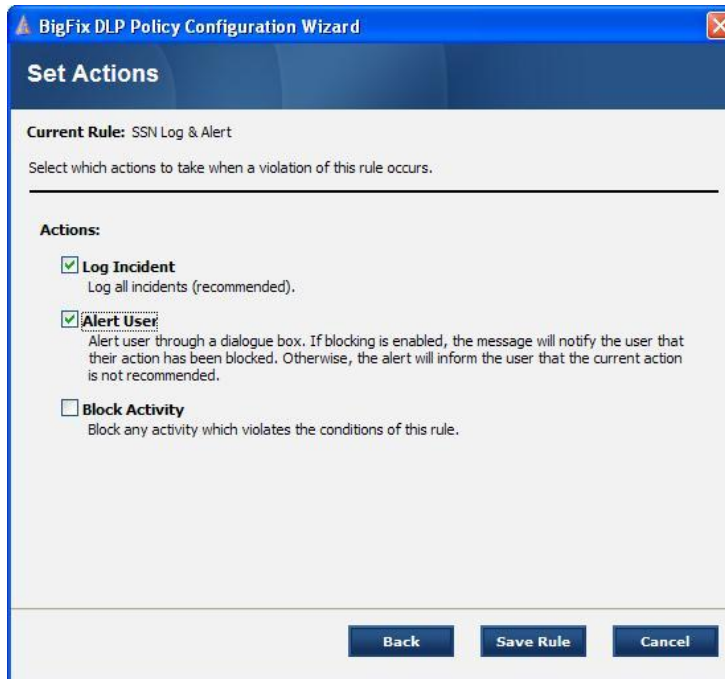 BigFix DLP Policy Configuration Wizard
Set Actions
Current Rule: SSN Log & Alert
Select which actions to take when a violation of this rule occurs.
Actions:
Log Incident
Log all incidents (recommended).
Alert User
Alert user through a dialogue box. If blocking is enabled, the message will notify the user that
their action has been blocked. Otherwise, the alert will inform the user that the current action
is not recommended.
Block Activity
Block any activity which violates the conditions of this rule.
Back Save Rule Cancel